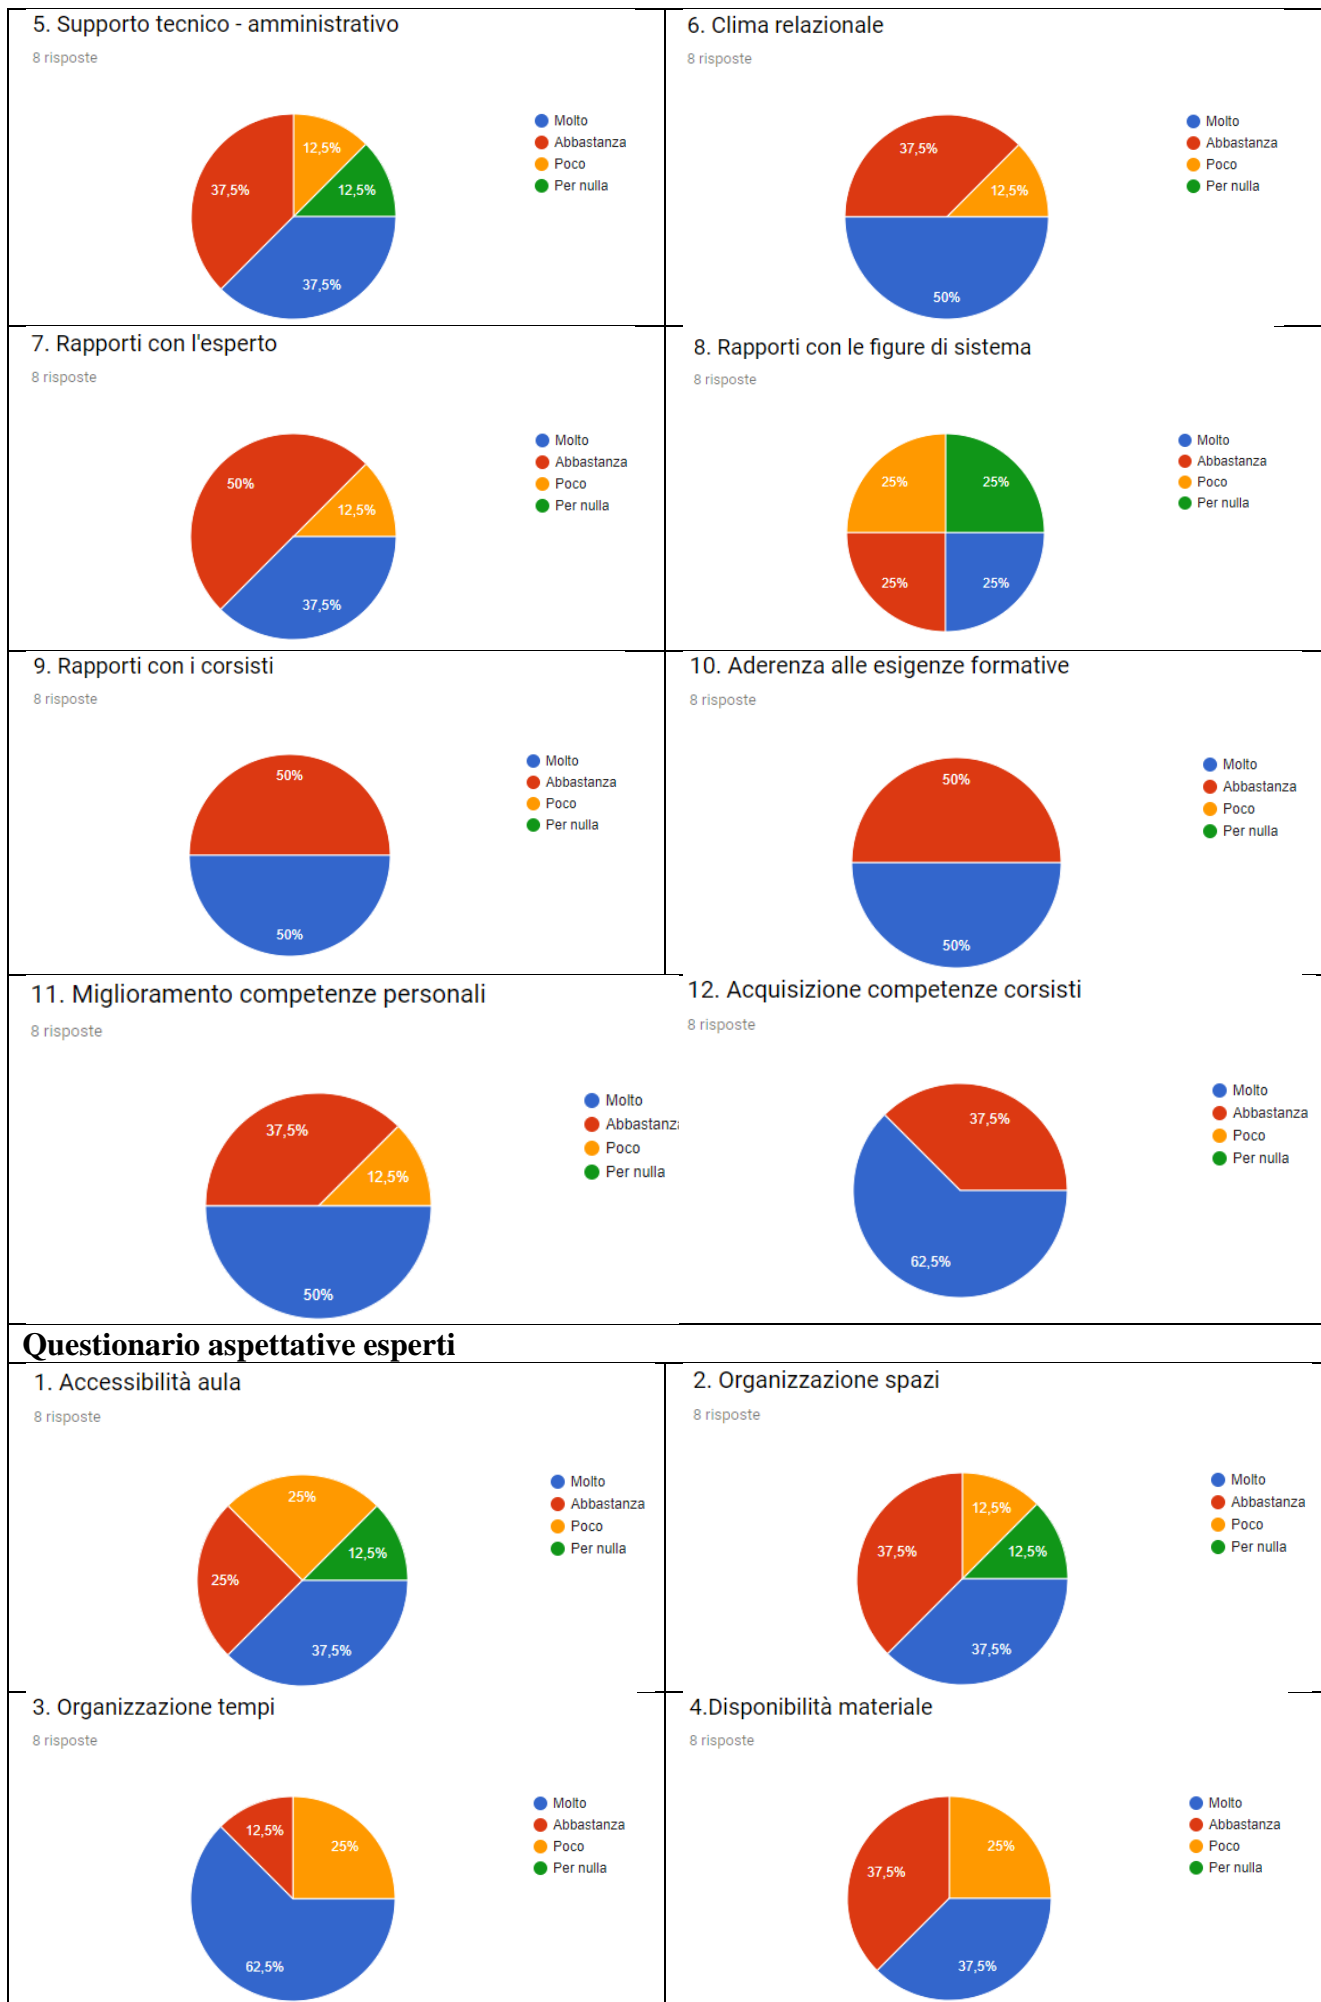 5. Supporto tecnico - amministrativo
8 risposte
12,5%
37,5%
12,5%
37,5%
Molto
Abbastanza
Poco
Per nulla
6. Clima relazionale
8 risposte
37,5%
12,5%
50%
Molto
Abbastanza
Poco
Per nulla
7. Rapporti con l'esperto
8 risposte
50%
12,5%
37,5%
Molto
Abbastanza
Poco
Per nulla
8. Rapporti con le figure di sistema
8 risposte
25%
25%
25%
25%
Molto
Abbastanza
Poco
Per nulla
9. Rapporti con i corsisti
8 risposte
50%
50%
Molto
Abbastanza
Poco
Per nulla
10. Aderenza alle esigenze formative
8 risposte
50%
50%
Molto
Abbastanza
Poco
Per nulla
11. Miglioramento competenze personali
8 risposte
37,5%
12,5%
50%
Molto
Abbastanz
Poco
Per nulla
12. Acquisizione competenze corsisti
8 risposte
37,5%
62,5%
Molto
Abbastanza
Poco
Per nulla
Questionario aspettative esperti
1. Accessibilità aula
8 risposte
25%
12,5%
25%
37,5%
Molto
Abbastanza
Poco
Per nulla
2. Organizzazione spazi
8 risposte
12,5%
37,5%
12,5%
37,5%
Molto
Abbastanza
Poco
Per nulla
3. Organizzazione tempi
8 risposte
12,5%
25%
62,5%
Molto
Abbastanza
Poco
Per nulla
4.Disponibilità materiale
8 risposte
25%
37,5%
37,5%
Molto
Abbastanza
Poco
Per nulla